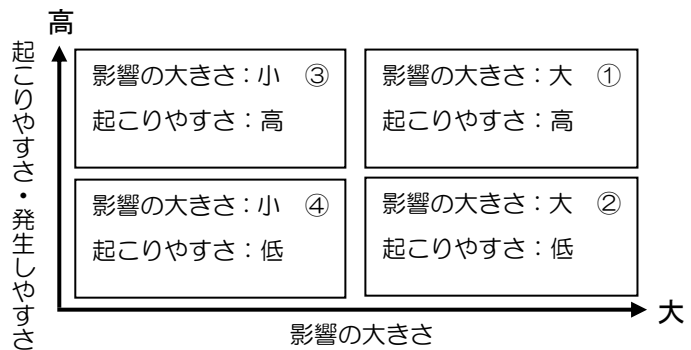 高
起こりやすさ・発生しやすさ
影響の大きさ：小　③
起こりやすさ：高
影響の大きさ：大　①
起こりやすさ：高
影響の大きさ：小　④
起こりやすさ：低
影響の大きさ：大　②
起こりやすさ：低
大
影響の大きさ